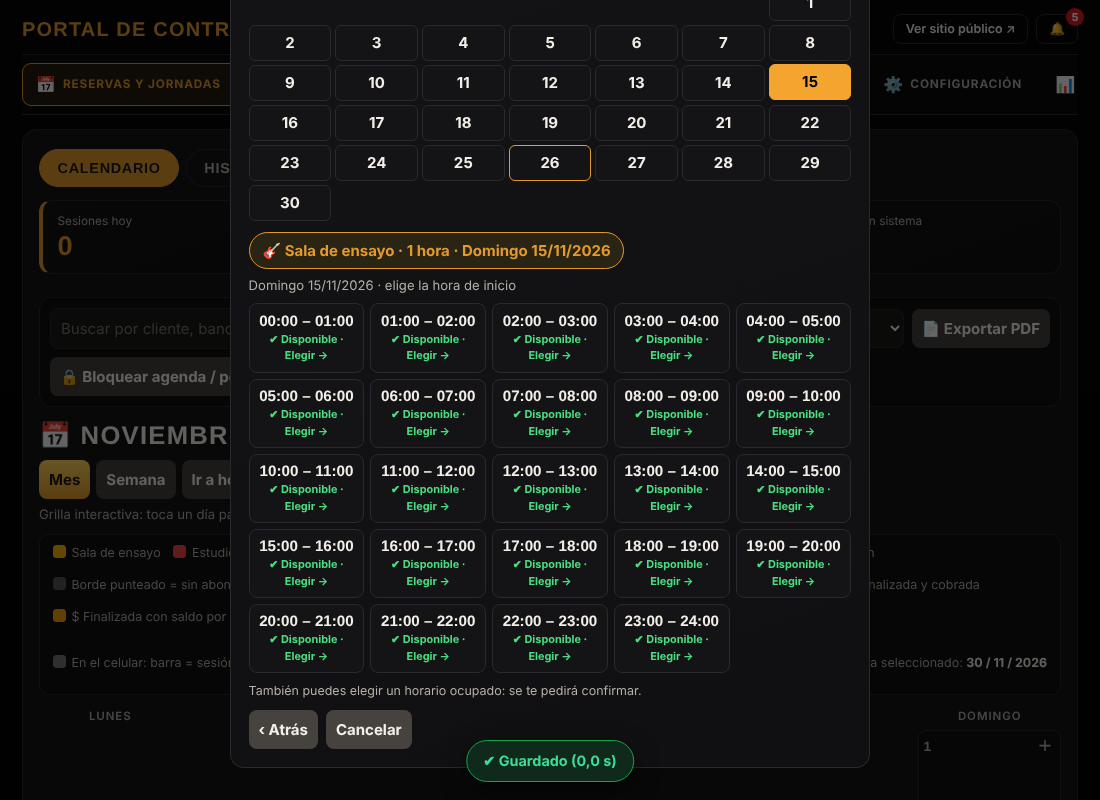 PORTAL DE CONTR
Ver sitio público ↗
🔔 5
📅 RESERVAS Y JORNADAS
⚙️ CONFIGURACIÓN
📊
CALENDARIO
HIS
Sesiones hoy
0
n sistema
Buscar por cliente, banc
📄 Exportar PDF
🔒 Bloquear agenda / pe
📅 NOVIEMBR
Mes Semana Ir a h
Grilla interactiva: toca un día pa
Sala de ensayo Estudi
n
Borde punteado = sin abon
nalizada y cobrada
$ Finalizada con saldo por
En el celular: barra = sesió
a seleccionado: 30 / 11 / 2026
LUNES
DOMINGO
1 +
1
2 3 4 5 6 7 8
9 10 11 12 13 14 15
16 17 18 19 20 21 22
23 24 25 26 27 28 29
30
🎸 Sala de ensayo · 1 hora · Domingo 15/11/2026
Domingo 15/11/2026 · elige la hora de inicio
00:00 – 01:00 01:00 – 02:00 02:00 – 03:00 03:00 – 04:00 04:00 – 05:00
✔ Disponible · ✔ Disponible · ✔ Disponible · ✔ Disponible · ✔ Disponible ·
Elegir → Elegir → Elegir → Elegir → Elegir →
05:00 – 06:00 06:00 – 07:00 07:00 – 08:00 08:00 – 09:00 09:00 – 10:00
✔ Disponible · ✔ Disponible · ✔ Disponible · ✔ Disponible · ✔ Disponible ·
Elegir → Elegir → Elegir → Elegir → Elegir →
10:00 – 11:00 11:00 – 12:00 12:00 – 13:00 13:00 – 14:00 14:00 – 15:00
✔ Disponible · ✔ Disponible · ✔ Disponible · ✔ Disponible · ✔ Disponible ·
Elegir → Elegir → Elegir → Elegir → Elegir →
15:00 – 16:00 16:00 – 17:00 17:00 – 18:00 18:00 – 19:00 19:00 – 20:00
✔ Disponible · ✔ Disponible · ✔ Disponible · ✔ Disponible · ✔ Disponible ·
Elegir → Elegir → Elegir → Elegir → Elegir →
20:00 – 21:00 21:00 – 22:00 22:00 – 23:00 23:00 – 24:00
✔ Disponible · ✔ Disponible · ✔ Disponible · ✔ Disponible ·
Elegir → Elegir → Elegir → Elegir →
También puedes elegir un horario ocupado: se te pedirá confirmar.
‹ Atrás Cancelar
✔ Guardado (0,0 s)